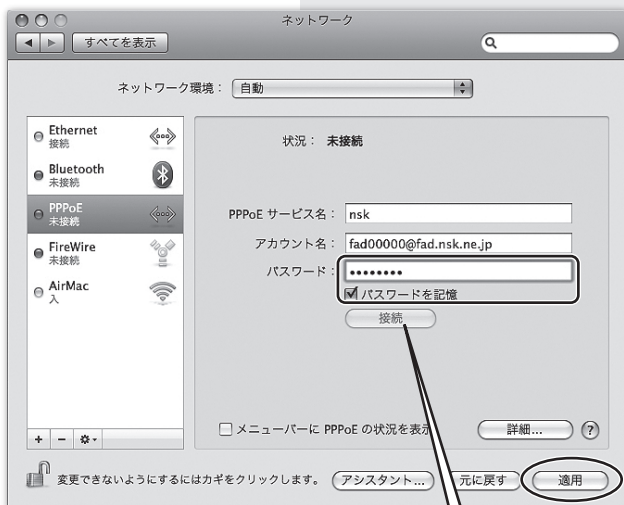 ネットワーク
すべてを表示
ネットワーク環境： 自動
Ethernet
接続
Bluetooth
未接続
PPPoE
未接続
FireWire
未接続
AirMac
入
状況： 未接続
PPPoE サービス名： nsk
アカウント名： fad00000@fad.nsk.ne.jp
パスワード： ••••••••
パスワードを記憶
接続
メニューバーに PPPoE の状況を表示
詳細... ?
+ −
変更できないようにするにはカギをクリックします。 アシスタント... 元に戻す 適用